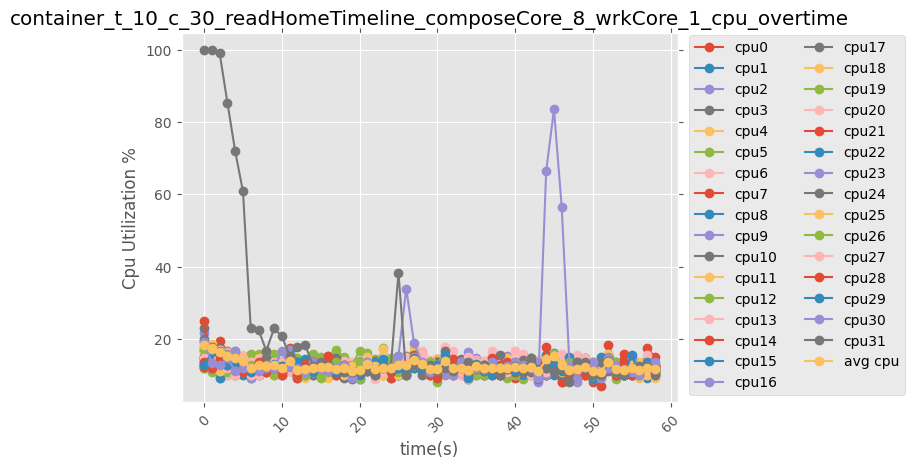 container_t_10_c_30_readHomeTimeline_composeCore_8_wrkCore_1_cpu_overtime
Cpu Utilization %
100
80
60
40
20
0
10
20
30
40
50
60
time(s)
cpu0
cpu1
cpu2
cpu3
cpu4
cpu5
cpu6
cpu7
cpu8
cpu9
cpu10
cpu11
cpu12
cpu13
cpu14
cpu15
cpu16
cpu17
cpu18
cpu19
cpu20
cpu21
cpu22
cpu23
cpu24
cpu25
cpu26
cpu27
cpu28
cpu29
cpu30
cpu31
avg cpu